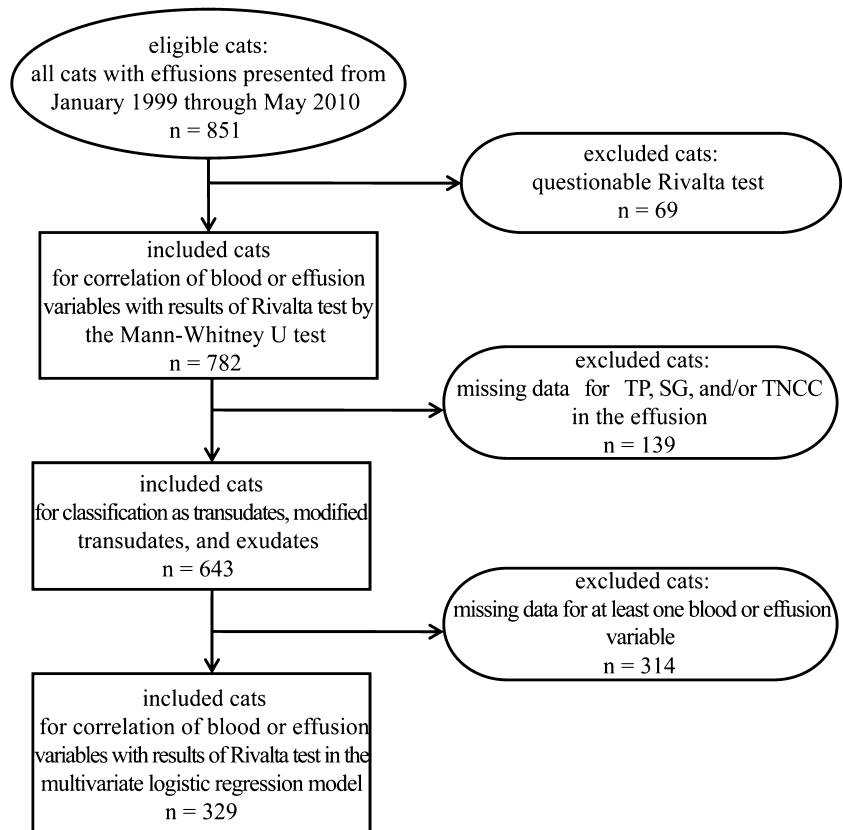 eligible cats:
all cats with effusions presented from
January 1999 through May 2010
n = 851
excluded cats:
questionable Rivalta test
n = 69
included cats
for correlation of blood or effusion
variables with results of Rivalta test by
the Mann-Whitney U test
n = 782
excluded cats:
missing data for TP, SG, and/or TNCC
in the effusion
n = 139
included cats
for classification as transudates, modified
transudates, and exudates
n = 643
excluded cats:
missing data for at least one blood or effusion
variable
n = 314
included cats
for correlation of blood or effusion
variables with results of Rivalta test in the
multivariate logistic regression model
n = 329